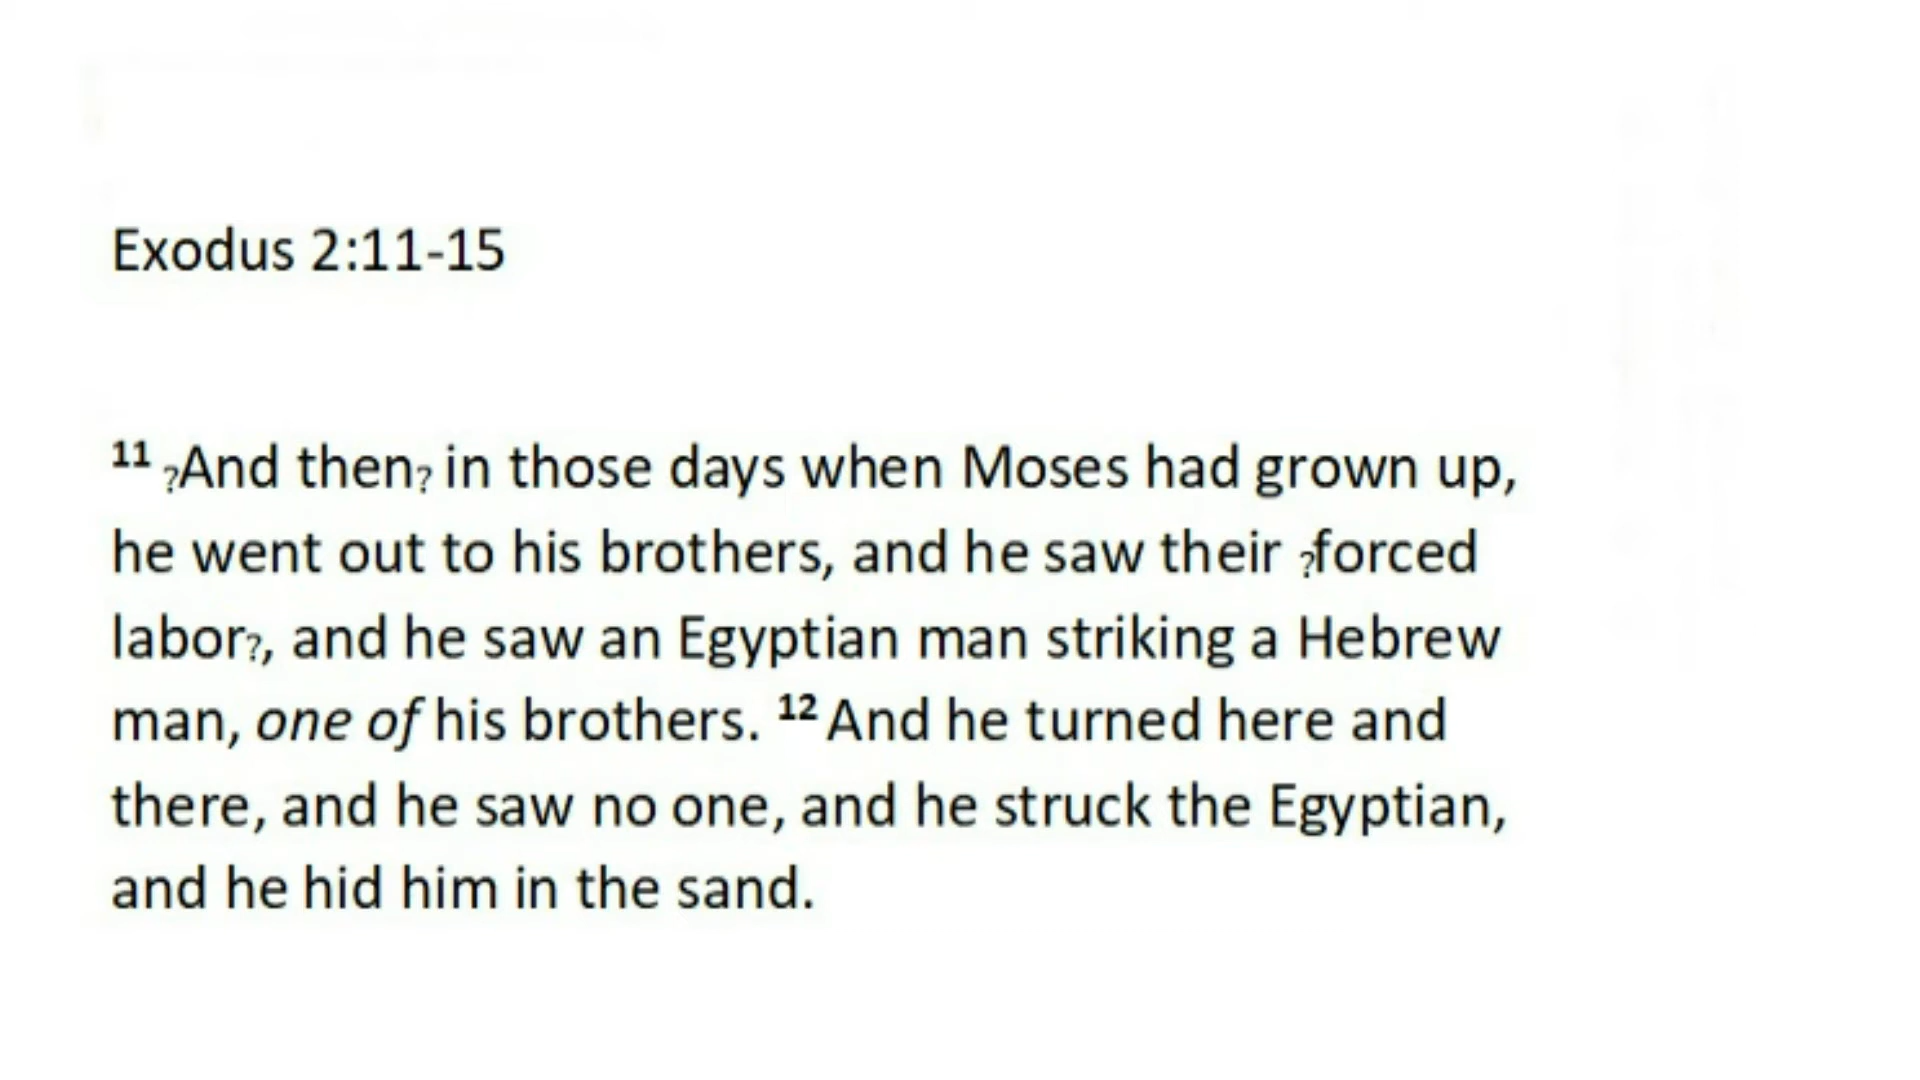 Exodus 2:11-15
11 ?And then? in those days when Moses had grown up,
he went out to his brothers, and he saw their ?forced
labor?, and he saw an Egyptian man striking a Hebrew
man, one of his brothers. 12 And he turned here and
there, and he saw no one, and he struck the Egyptian,
and he hid him in the sand.